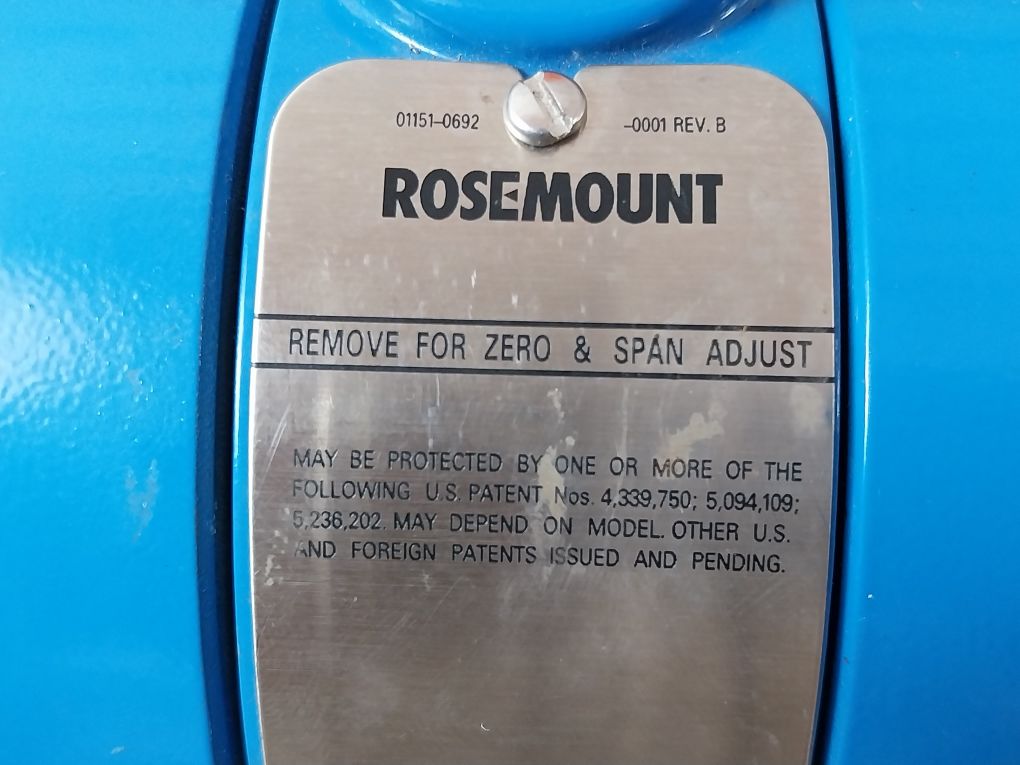 01151-0692 -0001 REV. B
ROSEMOUNT
REMOVE FOR ZERO & SPAN ADJUST
MAY BE PROTECTED BY ONE OR MORE OF THE
FOLLOWING U.S. PATENT Nos. 4,339,750; 5,094,109;
5,236,202. MAY DEPEND ON MODEL. OTHER U.S.
AND FOREIGN PATENTS ISSUED AND PENDING.